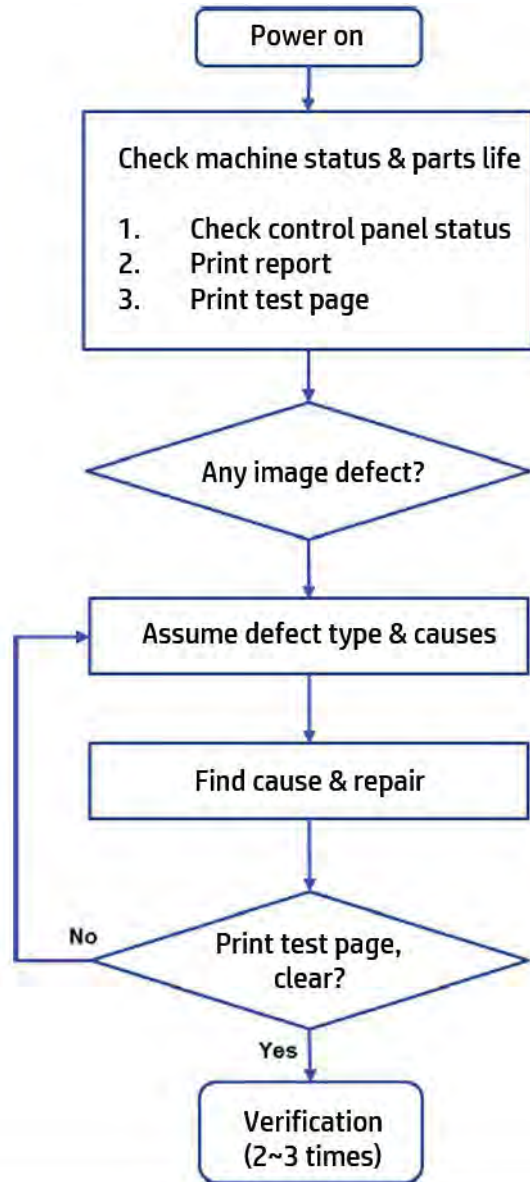 Power on
Check machine status & parts life
1. Check control panel status
2. Print report
3. Print test page
Any image defect?
Assume defect type & causes
Find cause & repair
Print test page,
clear?
No
Yes
Verification
(2~3 times)